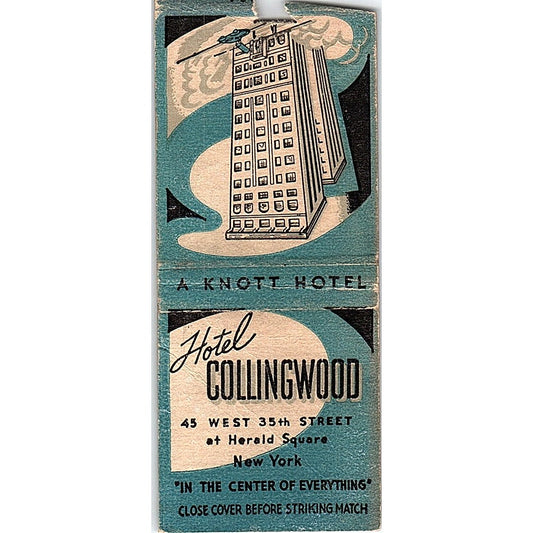 A KNOTT HOTEL
Hotel
COLLINGWOOD
45 WEST 35th STREET
at Herald Square
New York
"IN THE CENTER OF EVERYTHING"
CLOSE COVER BEFORE STRIKING MATCH